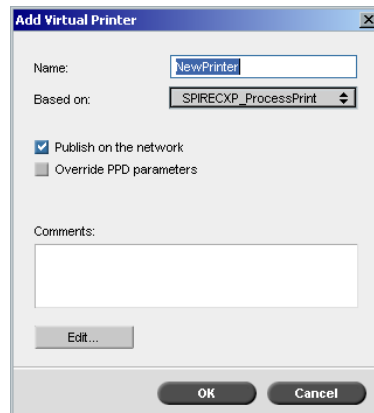 Add Virtual Printer
Name: NewPrinter
Based on: SPIRECXP_ProcessPrint
Publish on the network
Override PPD parameters
Comments:
Edit...
OK Cancel